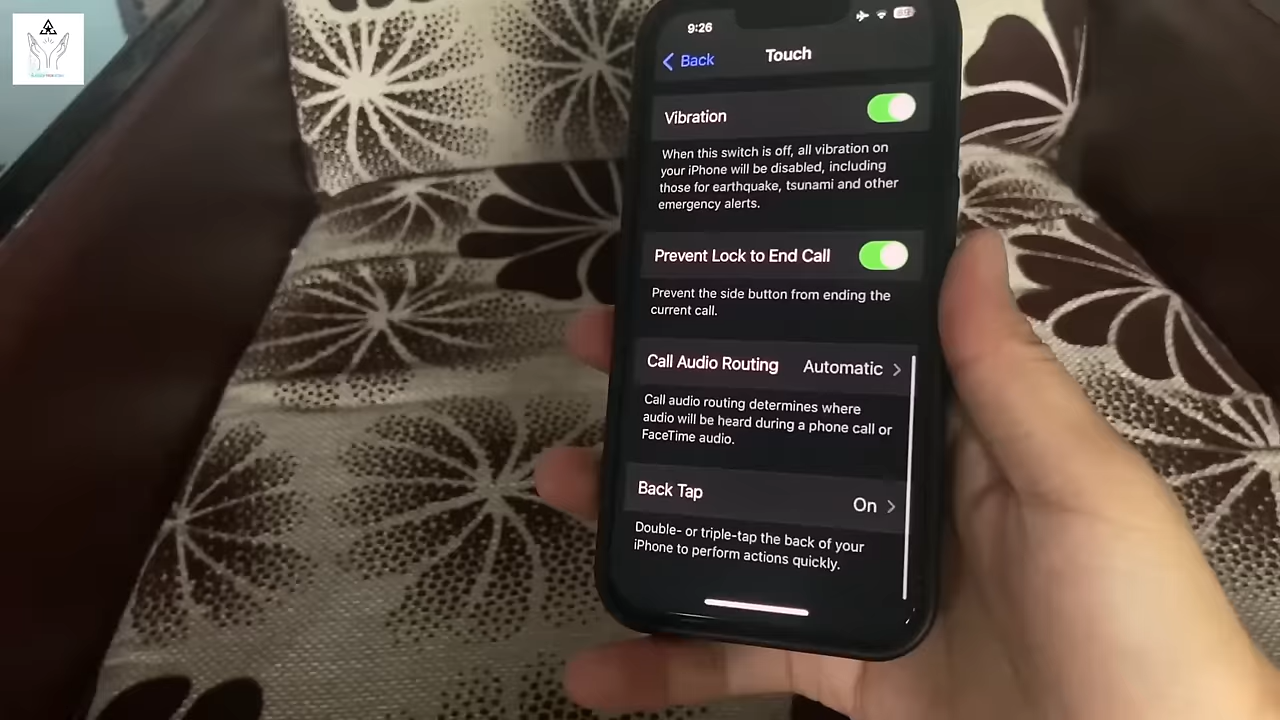 9:26
Back
Touch
Vibration
When this switch is off, all vibration on
your iPhone will be disabled, including
those for earthquake, tsunami and other
emergency alerts.
Prevent Lock to End Call
Prevent the side button from ending the
current call.
Call Audio Routing Automatic
Call audio routing determines where
audio will be heard during a phone call or
FaceTime audio.
Back Tap On
Double- or triple-tap the back of your
iPhone to perform actions quickly.